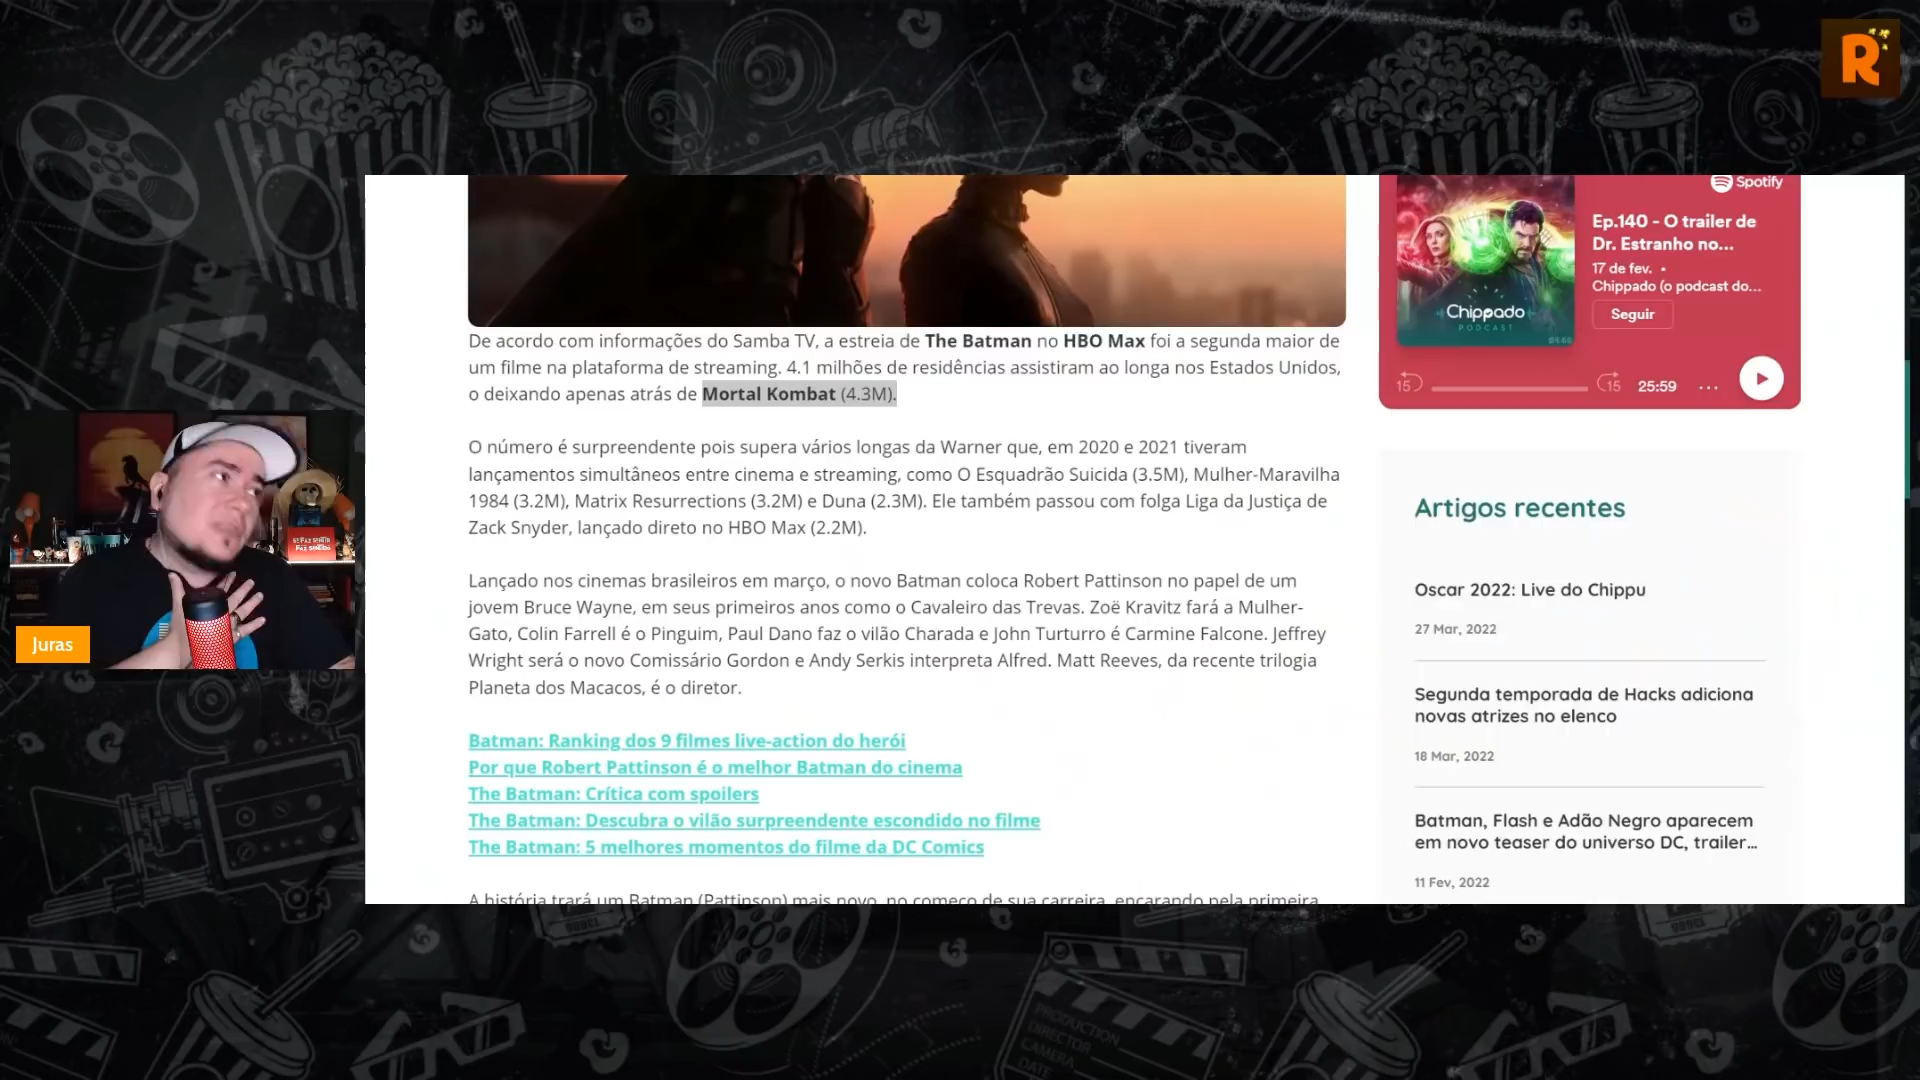 R
Spotify
Ep.140 - O trailer de
Dr. Estranho no...
17 de fev. •
Chippado (o podcast do...
Seguir
Chippado
PODCAST
15
15
25:59
...
De acordo com informações do Samba TV, a estreia de The Batman no HBO Max foi a segunda maior de
um filme na plataforma de streaming. 4.1 milhões de residências assistiram ao longa nos Estados Unidos,
o deixando apenas atrás de Mortal Kombat (4.3M).
O número é surpreendente pois supera vários longas da Warner que, em 2020 e 2021 tiveram
lançamentos simultâneos entre cinema e streaming, como O Esquadrão Suicida (3.5M), Mulher-Maravilha
1984 (3.2M), Matrix Resurrections (3.2M) e Duna (2.3M). Ele também passou com folga Liga da Justiça de
Zack Snyder, lançado direto no HBO Max (2.2M).
Lançado nos cinemas brasileiros em março, o novo Batman coloca Robert Pattinson no papel de um
jovem Bruce Wayne, em seus primeiros anos como o Cavaleiro das Trevas. Zoë Kravitz fará a Mulher-
Gato, Colin Farrell é o Pinguim, Paul Dano faz o vilão Charada e John Turturro é Carmine Falcone. Jeffrey
Wright será o novo Comissário Gordon e Andy Serkis interpreta Alfred. Matt Reeves, da recente trilogia
Planeta dos Macacos, é o diretor.
Batman: Ranking dos 9 filmes live-action do herói
Por que Robert Pattinson é o melhor Batman do cinema
The Batman: Crítica com spoilers
The Batman: Descubra o vilão surpreendente escondido no filme
The Batman: 5 melhores momentos do filme da DC Comics
A história trará um Batman (Pattinson) mais novo, no começo de sua carreira, encarando pela primeira
Artigos recentes
Oscar 2022: Live do Chippu
27 Mar, 2022
Segunda temporada de Hacks adiciona
novas atrizes no elenco
18 Mar, 2022
Batman, Flash e Adão Negro aparecem
em novo teaser do universo DC, trailer...
11 Fev, 2022
Juras
PRODUCTION
DIRECTOR
CAMERA
DATE